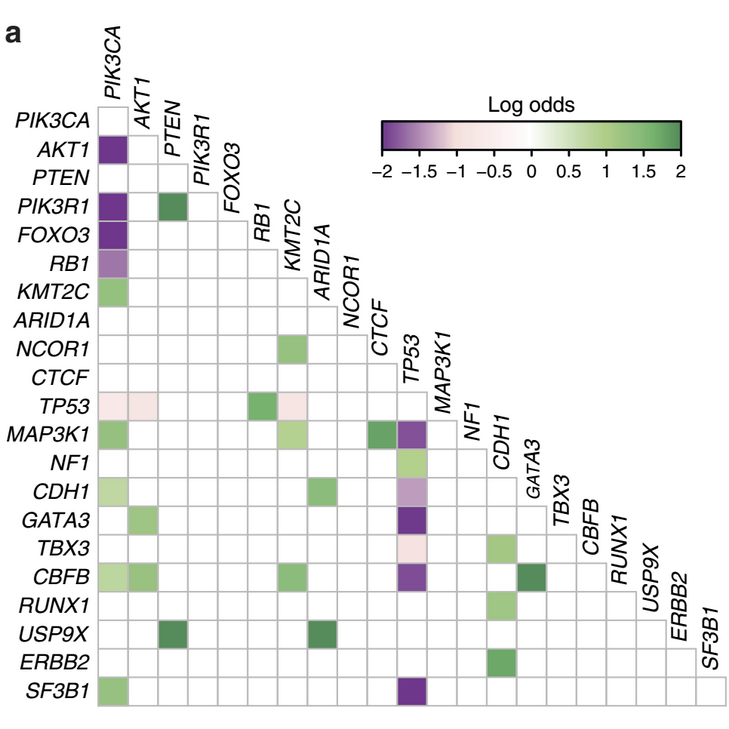 a
PIK3CA
AKT1
PTEN
PIK3R1
FOXO3
RB1
KMT2C
ARID1A
NCOR1
CTCF
TP53
MAP3K1
NF1
CDH1
GATA3
TBX3
CBFB
RUNX1
USP9X
ERBB2
SF3B1
Log odds
−2 −1.5 −1 −0.5 0 0.5 1 1.5 2
PIK3CA
AKT1
PTEN
PIK3R1
FOXO3
RB1
KMT2C
ARID1A
NCOR1
CTCF
TP53
MAP3K1
NF1
CDH1
GATA3
TBX3
CBFB
RUNX1
USP9X
ERBB2
SF3B1